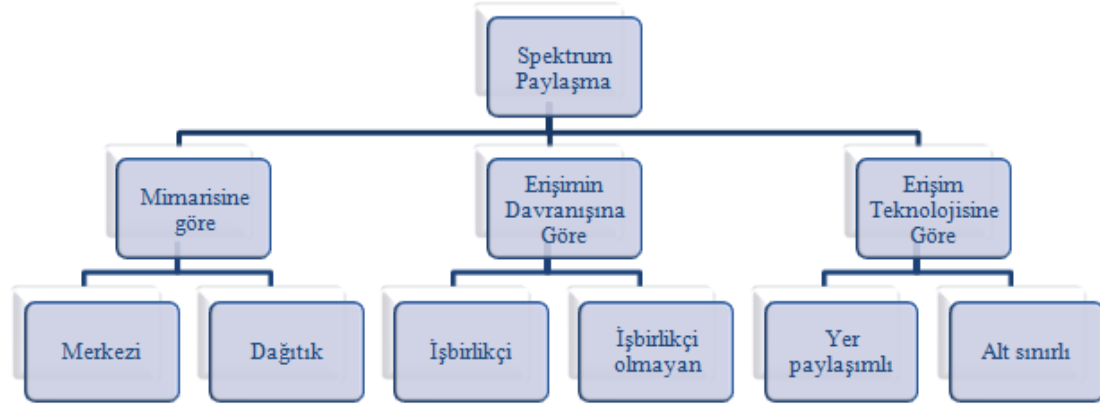 Spektrum
Paylaşma
Mimarisine
göre
Erişimin
Davranışına
Göre
Erişim
Teknolojisine
Göre
Merkezi
Dağıtık
İşbirlikçi
İşbirlikçi
olmayan
Yer
paylaşımlı
Alt sınırlı